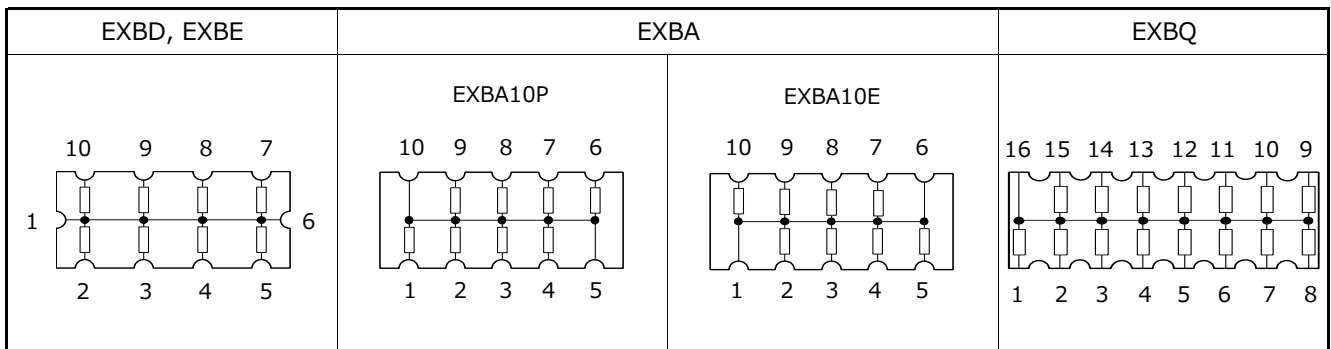 EXBD, EXBE
EXBA
EXBQ
EXBA10P
EXBA10E
10 9 8 7
1 6
2 3 4 5
10 9 8 7 6
1 2 3 4 5
10 9 8 7 6
1 2 3 4 5
16 15 14 13 12 11 10 9
1 2 3 4 5 6 7 8